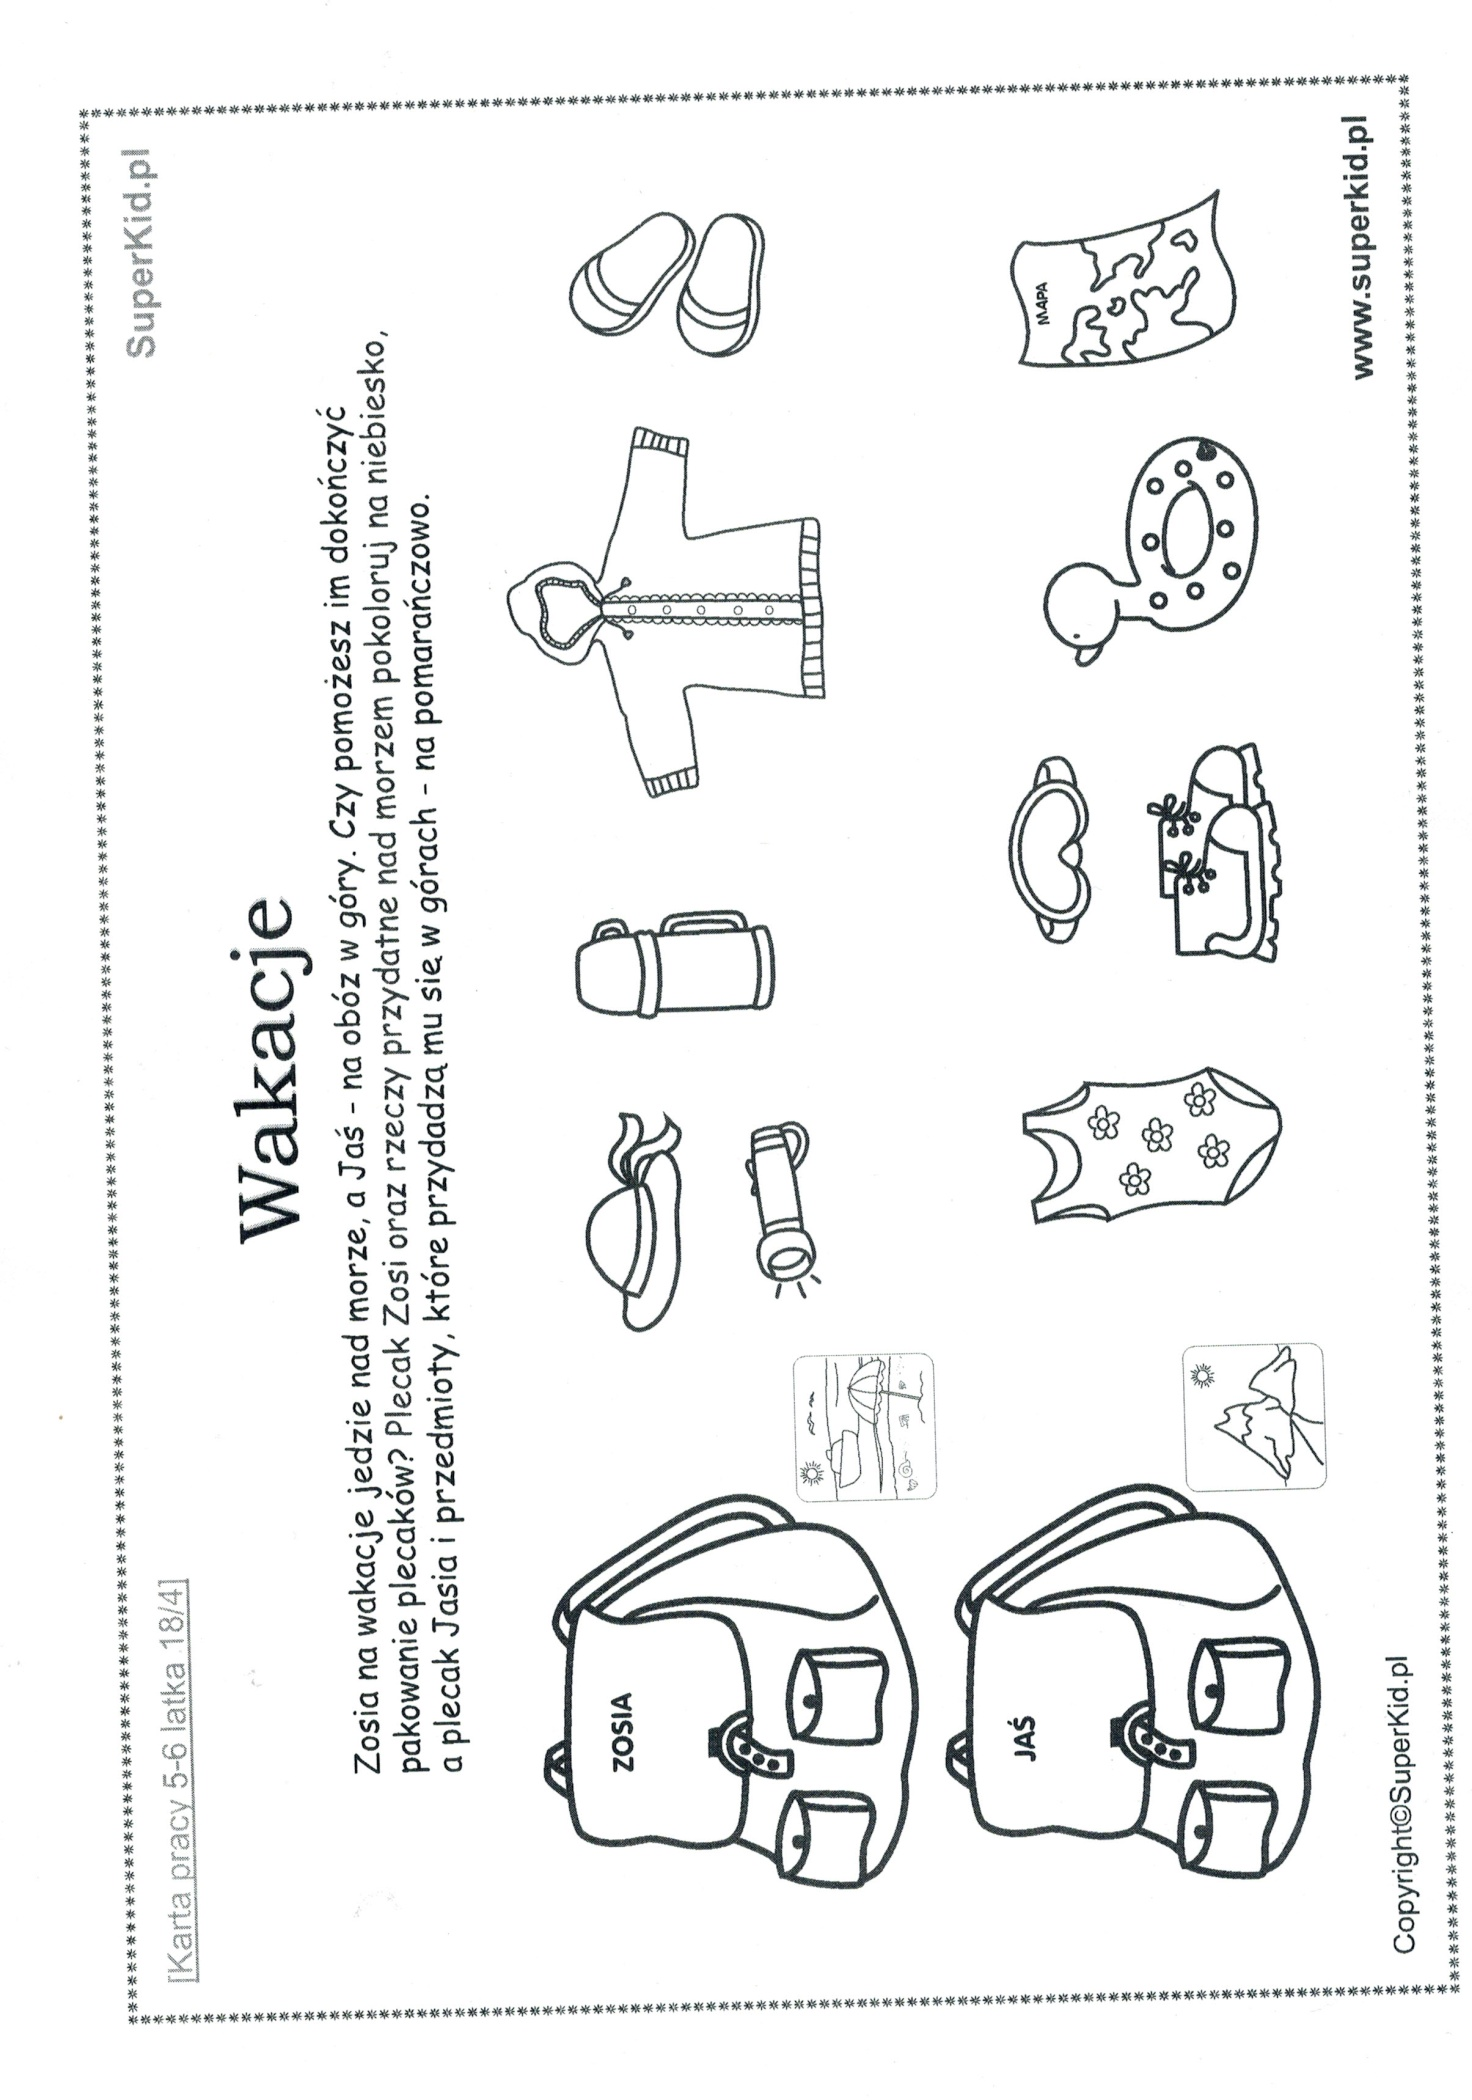 [Karta pracy 5-6 latka 18/4]
SuperKid.pl
Wakacje
Zosia na wakacje jedzie nad morze, a Jaś - na obóz w góry. Czy pomożesz im dokończyć
pakowanie plecaków? Plecak Zosi oraz rzeczy przydatne nad morzem pokoloruj na niebiesko,
a plecak Jasia i przedmioty, które przydadzą mu się w górach - na pomarańczowo.
ZOSIA
JAŚ
MAPA
Copyright©SuperKid.pl
www.superkid.pl